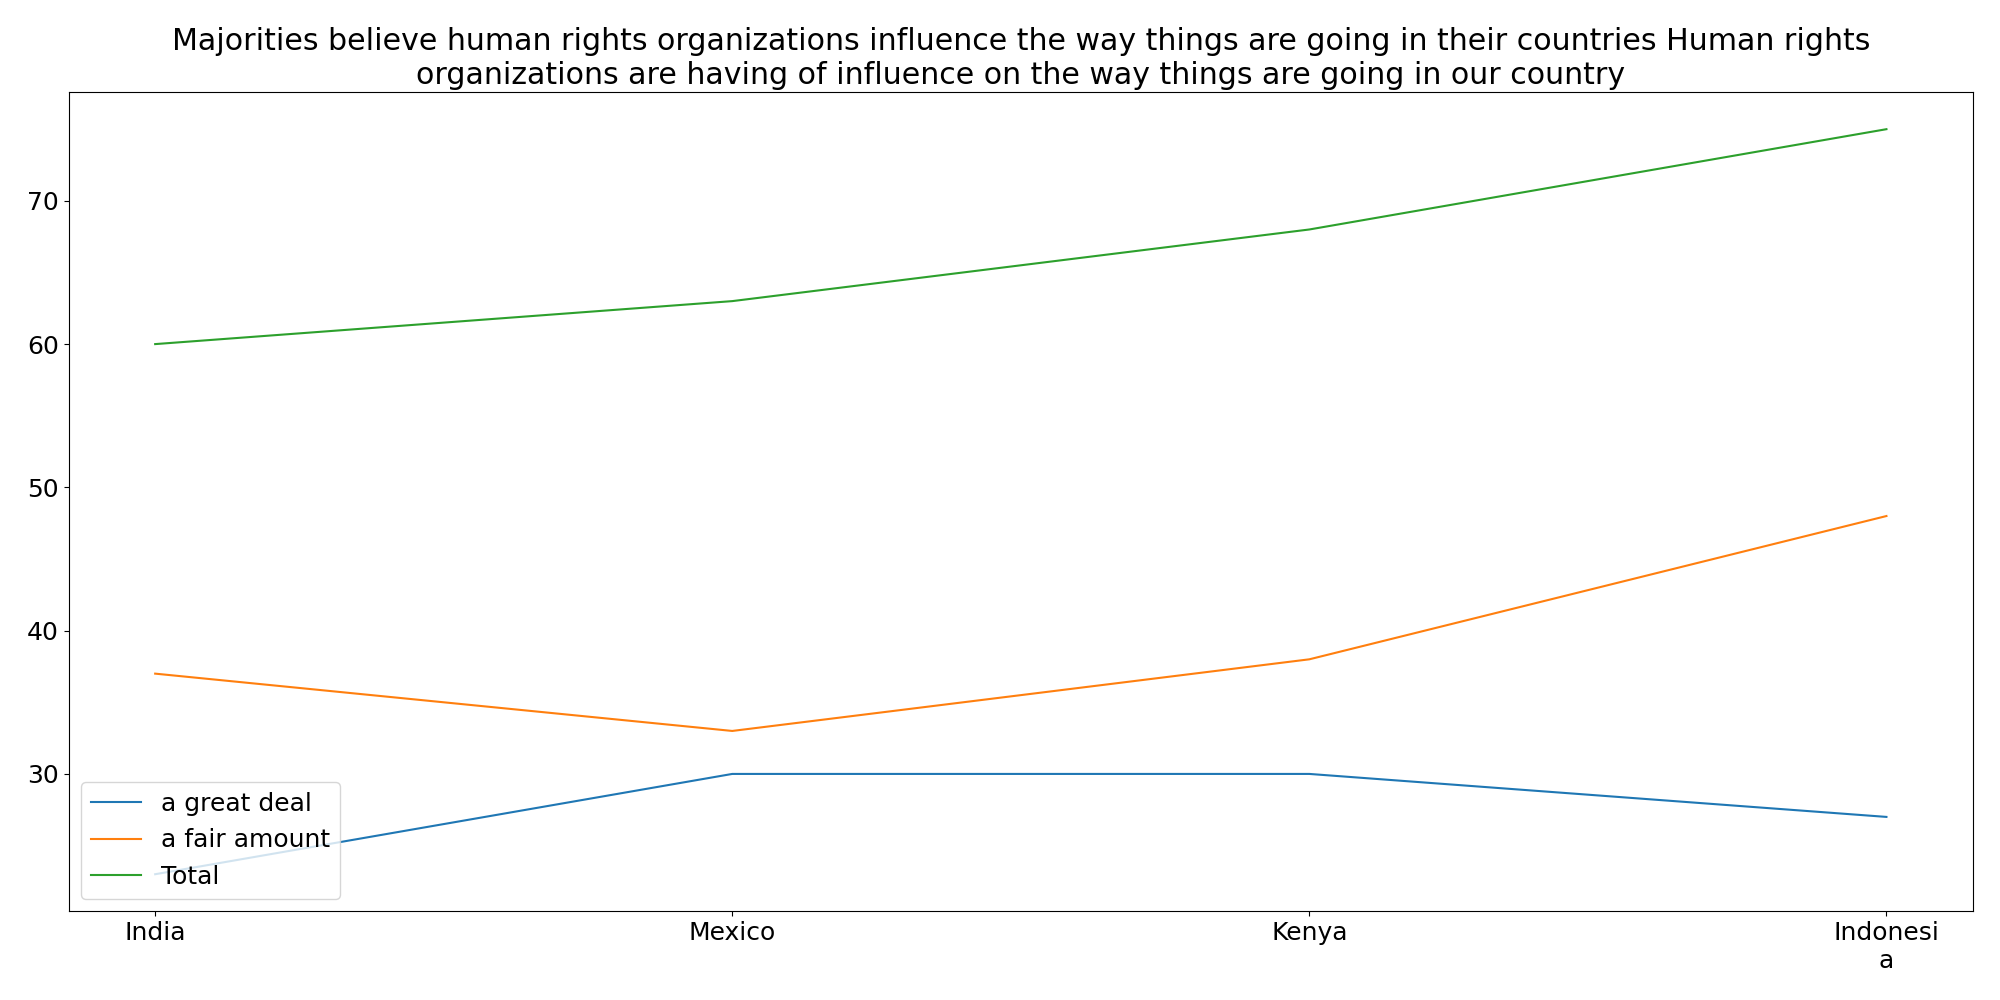 Majorities believe human rights organizations influence the way things are going in their countries Human rights
organizations are having of influence on the way things are going in our country
70
60
50
40
30
a great deal
a fair amount
Total
India
Mexico
Kenya
Indonesi
a